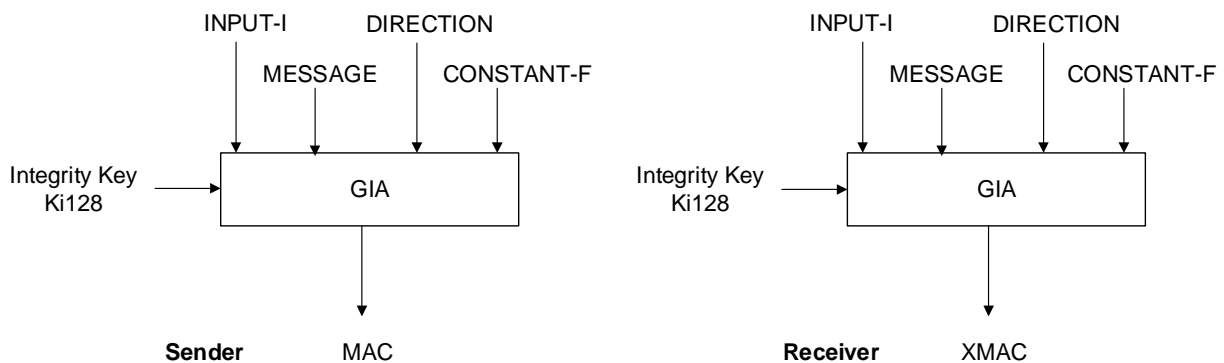 INPUT-I DIRECTION
MESSAGE CONSTANT-F
Integrity Key
Ki128
GIA
Sender MAC
INPUT-I DIRECTION
MESSAGE CONSTANT-F
Integrity Key
Ki128
GIA
Receiver XMAC